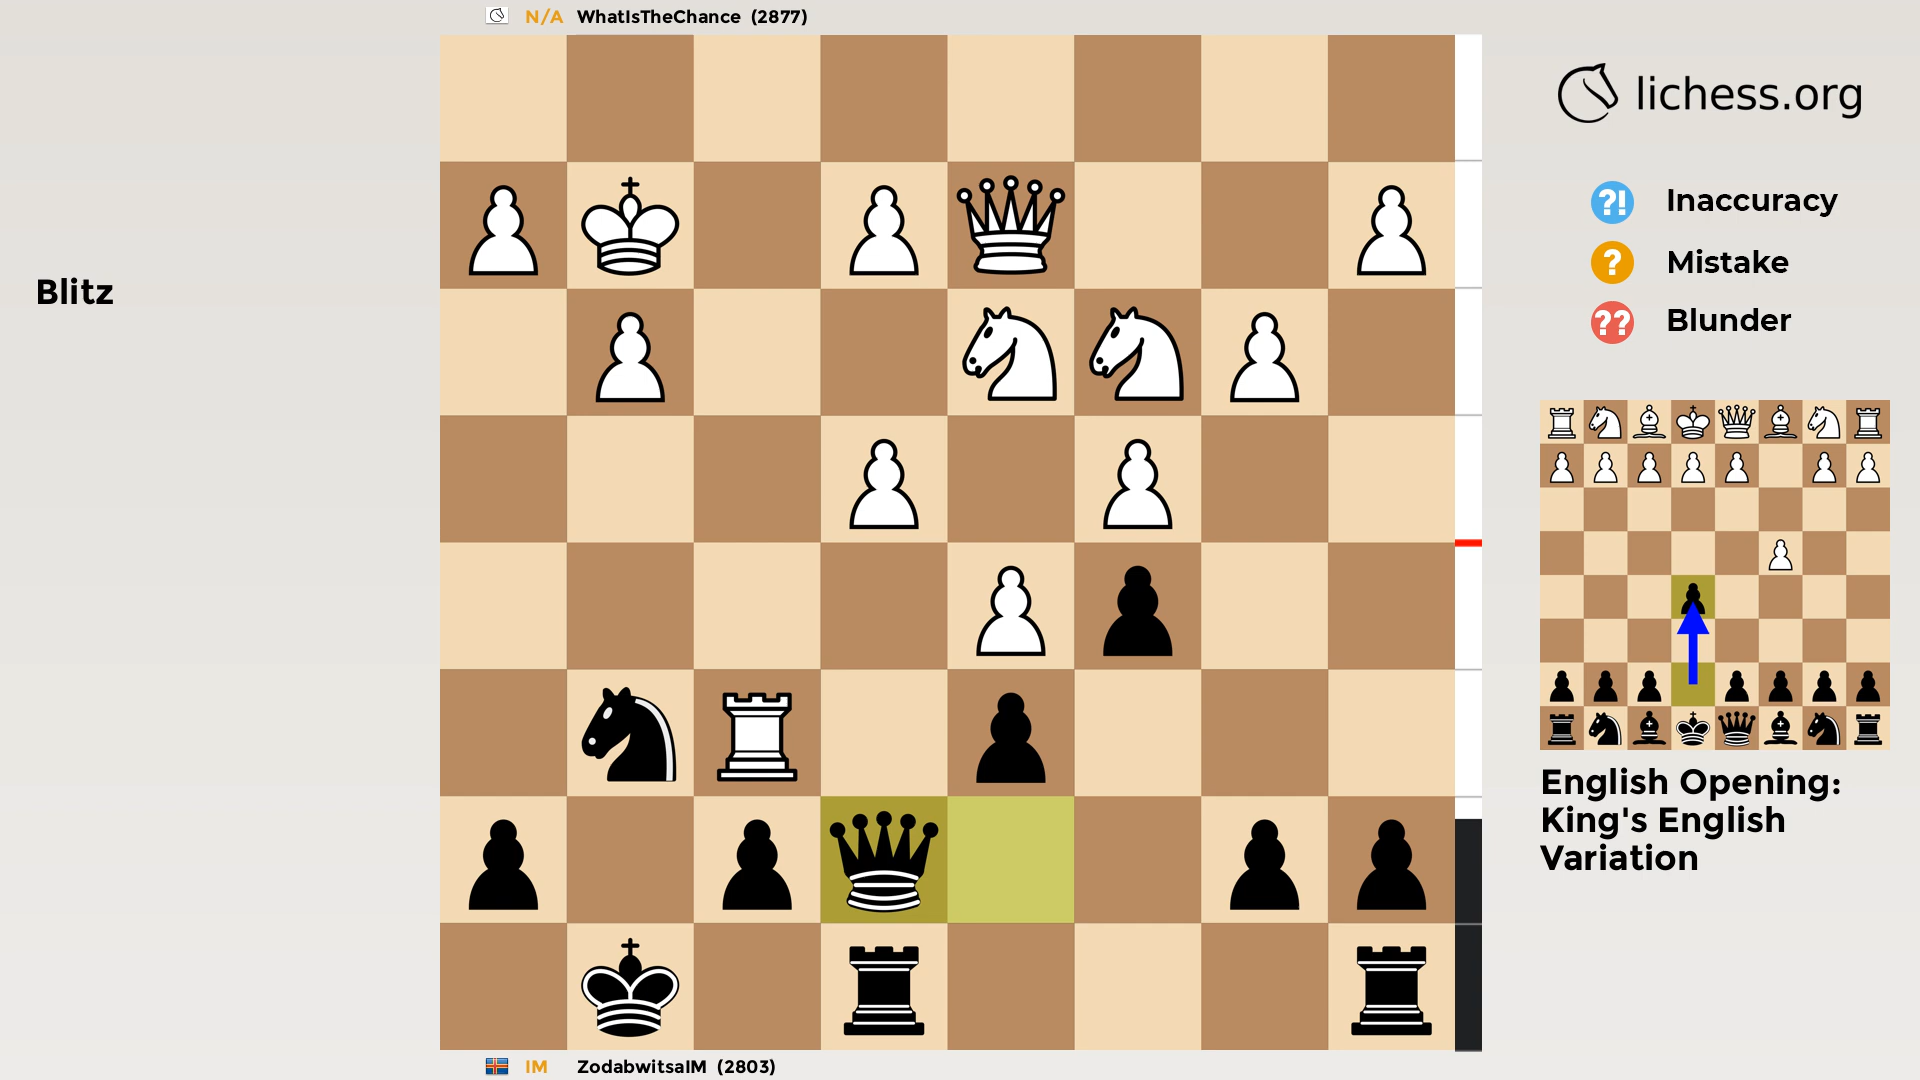 N/A WhatIsTheChance (2877)
lichess.org
?! Inaccuracy
? Mistake
?? Blunder
Blitz
English Opening:
King's English
Variation
IM ZodabwitsaIM (2803)